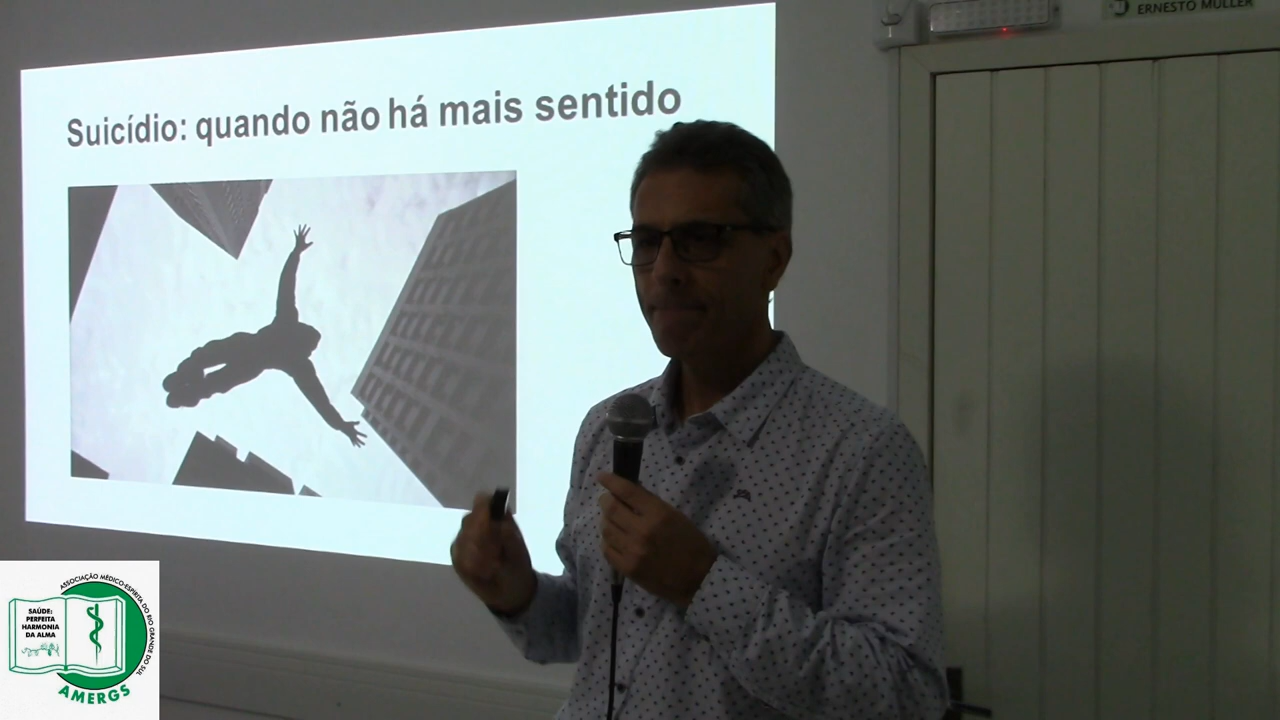 ERNESTO MÜLLER
Suicídio: quando não há mais sentido
ASSOCIAÇÃO MÉDICO-ESPÍRITA DO RIO GRANDE DO SUL
SAÚDE:
PERFEITA
HARMONIA
DA ALMA
AMERGS